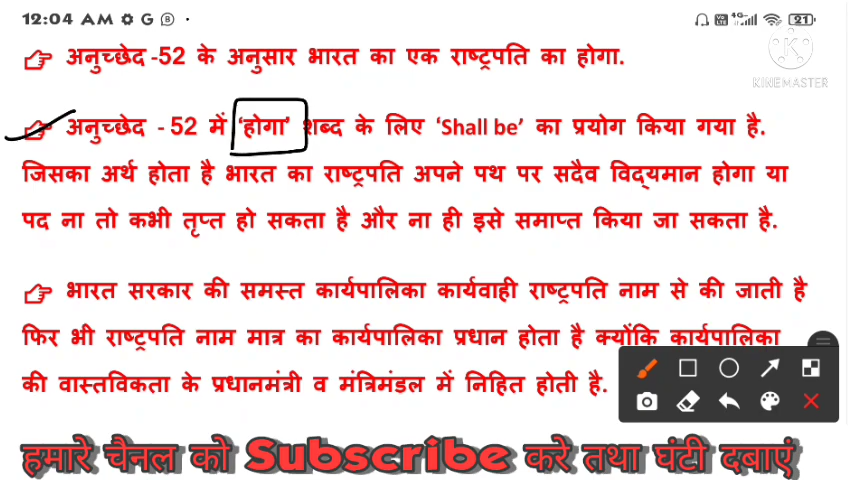 12:04 AM G B 4G 21
KINEMASTER
अनुच्छेद -52 के अनुसार भारत का एक राष्ट्रपति का होगा.
अनुच्छेद - 52 में 'होगा' शब्द के लिए 'Shall be' का प्रयोग किया गया है.
जिसका अर्थ होता है भारत का राष्ट्रपति अपने पथ पर सदैव विद्यमान होगा या
पद ना तो कभी तृप्त हो सकता है और ना ही इसे समाप्त किया जा सकता है.
भारत सरकार की समस्त कार्यपालिका कार्यवाही राष्ट्रपति नाम से की जाती है
फिर भी राष्ट्रपति नाम मात्र का कार्यपालिका प्रधान होता है क्योंकि कार्यपालिका
की वास्तविकता के प्रधानमंत्री व मंत्रिमंडल में निहित होती है.
हमारे चैनल को Subscribe करे तथा घंटी दबाएं